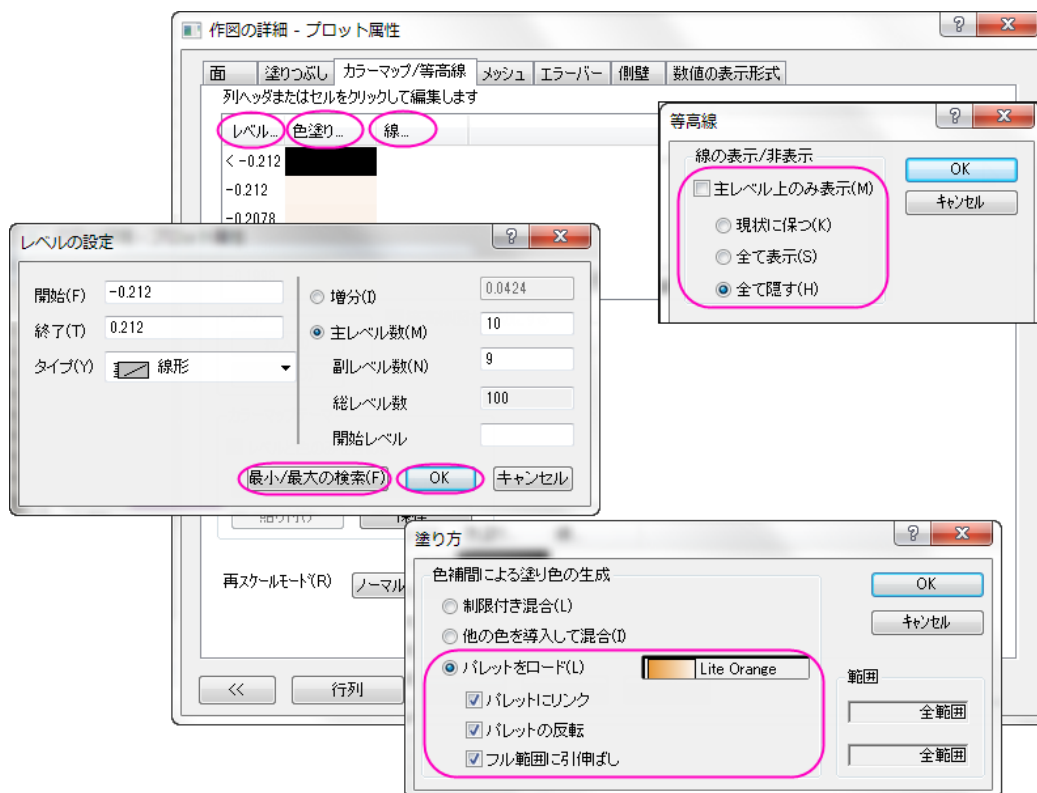 作図の詳細 - プロット属性
面 塗りつぶし カラーマップ/等高線 メッシュ エラーバー 側壁 数値の表示形式
列ヘッダまたはセルをクリックして編集します
レベル... 色塗り... 線...
< -0.212
-0.212
-0.2078
等高線
線の表示/非表示
主レベル上のみ表示(M)
現状に保つ(K)
全て表示(S)
全て隠す(H)
OK
キャンセル
レベルの設定
開始(F) -0.212
終了(T) 0.212
タイプ(Y) 線形
増分(I) 0.0424
主レベル数(M) 10
副レベル数(N) 9
総レベル数 100
開始レベル
最小/最大の検索(F) OK キャンセル
再スケールモード(R) ノーマル
<< 行列
塗り方
色補間による塗り色の生成
制限付き混合(L)
他の色を導入して混合(I)
パレットをロード(L) Lite Orange
パレットにリンク
パレットの反転
フル範囲に引伸ばし
OK
キャンセル
範囲
全範囲
全範囲